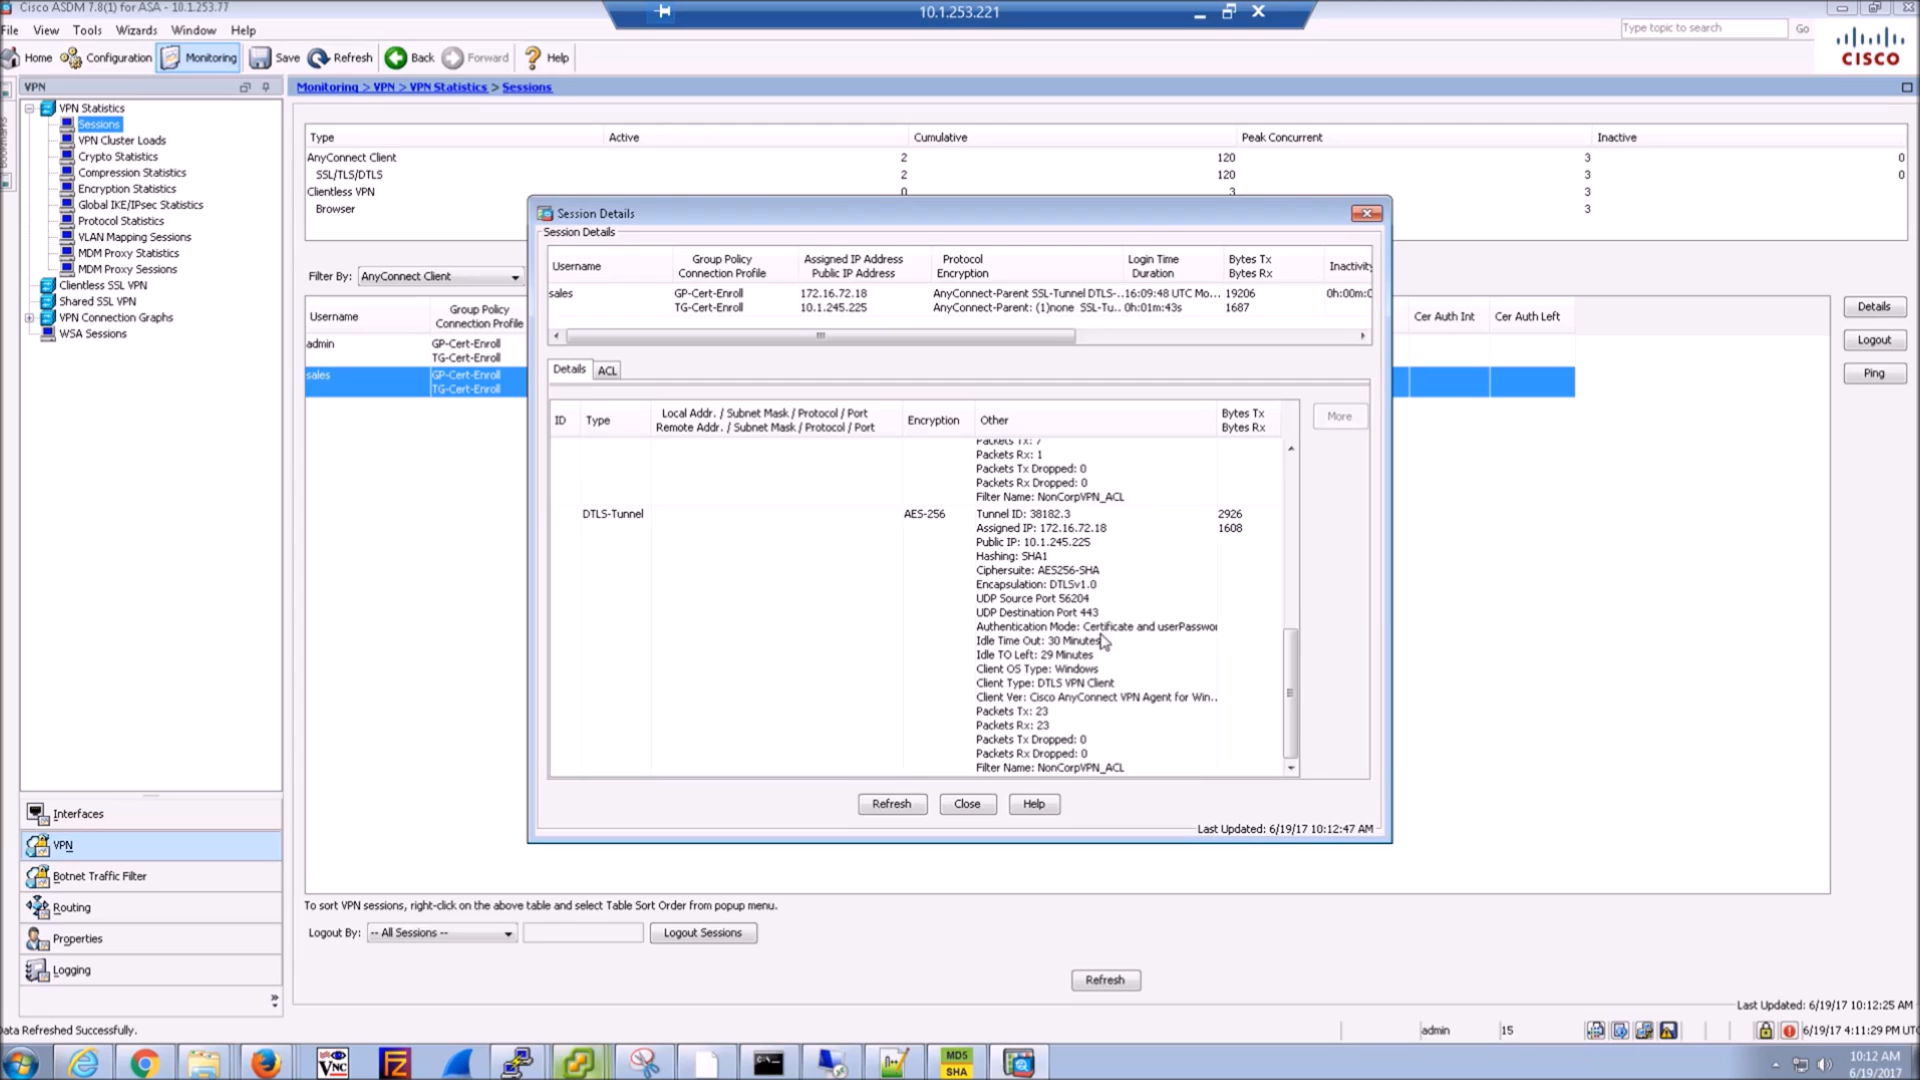 Cisco ASDM 7.8(1) for ASA - 10.1.253.77
10.1.253.221
File View Tools Wizards Window Help
Type topic to search Go
CISCO
Home Configuration Monitoring Save Refresh Back Forward Help
VPN
Monitoring > VPN > VPN Statistics > Sessions
VPN Statistics
Sessions
VPN Cluster Loads
Crypto Statistics
Compression Statistics
Encryption Statistics
Global IKE/IPsec Statistics
Protocol Statistics
VLAN Mapping Sessions
MDM Proxy Statistics
MDM Proxy Sessions
Clientless SSL VPN
Shared SSL VPN
VPN Connection Graphs
WSA Sessions
Type Active Cumulative Peak Concurrent Inactive
AnyConnect Client 2 120 3 0
SSL/TLS/DTLS 2 120 3 0
Clientless VPN 0 3 3
Browser 3
Filter By: AnyConnect Client
Username Group Policy Connection Profile Cer Auth Int Cer Auth Left
admin GP-Cert-Enroll
TG-Cert-Enroll
sales GP-Cert-Enroll
TG-Cert-Enroll
Details
Logout
Ping
Session Details
Session Details
Username Group Policy Assigned IP Address Protocol Login Time Bytes Tx Inactivity
Connection Profile Public IP Address Encryption Duration Bytes Rx
sales GP-Cert-Enroll 172.16.72.18 AnyConnect-Parent SSL-Tunnel DTLS-... 16:09:48 UTC Mo... 19206 0h:00m:0
TG-Cert-Enroll 10.1.245.225 AnyConnect-Parent: (1)none SSL-Tu... 0h:01m:43s 1687
Details ACL
ID Type Local Addr. / Subnet Mask / Protocol / Port Encryption Other Bytes Tx
Remote Addr. / Subnet Mask / Protocol / Port Bytes Rx
More
Packets Tx: 7
Packets Rx: 1
Packets Tx Dropped: 0
Packets Rx Dropped: 0
Filter Name: NonCorpVPN_ACL
DTLS-Tunnel AES-256 Tunnel ID: 38182.3 2926
Assigned IP: 172.16.72.18 1608
Public IP: 10.1.245.225
Hashing: SHA1
Ciphersuite: AES256-SHA
Encapsulation: DTLSv1.0
UDP Source Port 56204
UDP Destination Port 443
Authentication Mode: Certificate and userPasswor
Idle Time Out: 30 Minutes
Idle TO Left: 29 Minutes
Client OS Type: Windows
Client Type: DTLS VPN Client
Client Ver: Cisco AnyConnect VPN Agent for Win...
Packets Tx: 23
Packets Rx: 23
Packets Tx Dropped: 0
Packets Rx Dropped: 0
Filter Name: NonCorpVPN_ACL
Refresh Close Help
Last Updated: 6/19/17 10:12:47 AM
Interfaces
VPN
Botnet Traffic Filter
Routing
Properties
Logging
To sort VPN sessions, right-click on the above table and select Table Sort Order from popup menu.
Logout By: -- All Sessions -- Logout Sessions
Refresh
Last Updated: 6/19/17 10:12:25 AM
Data Refreshed Successfully. admin 15 6/19/17 4:11:29 PM UTC
VNC
MD5
SHA
10:12 AM
6/19/2017